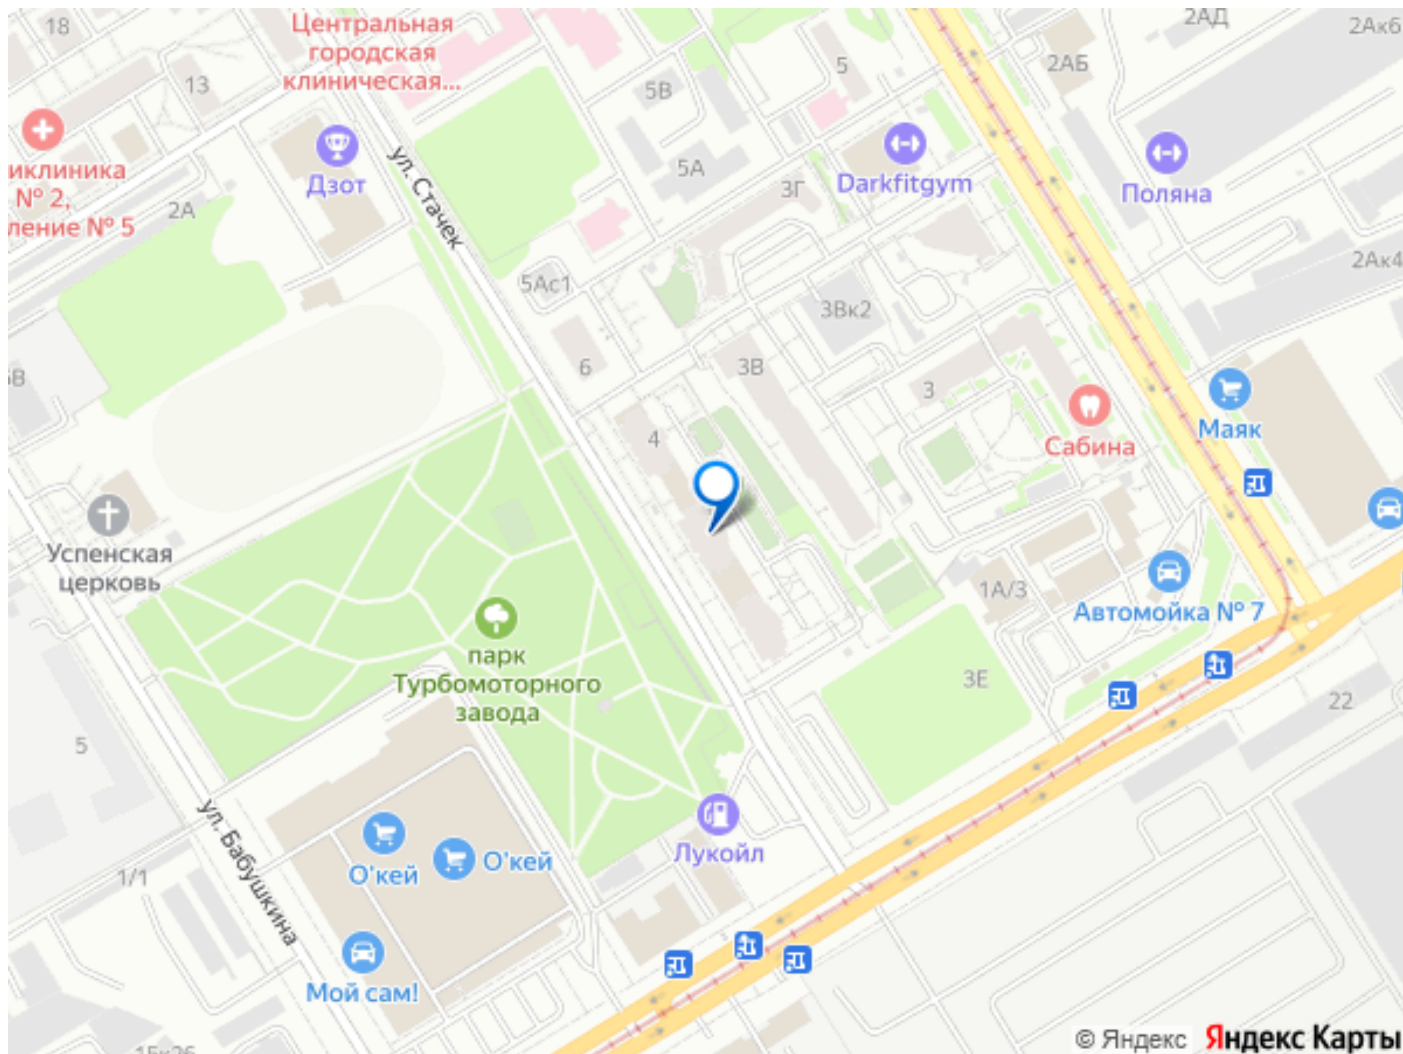 18
Центральная
городская
клиническая...
13
иклиника
№ 2,
ление № 5
2А
Дзот
ул. Стачек
5В
5А
5
3Г
Darkfitgym
2АД
2АБ
2Ак6
Поляна
2Ак4
5Ас1
6
3Вк2
3В
3
Сабина
Маяк
4
Успенская
церковь
1А/3
Автомойка № 7
парк
Турбомоторного
завода
3Е
22
5
ул. Бабушкина
1/1
О'кей
О'кей
Лукойл
Мой сам!
© Яндекс
Яндекс Карты